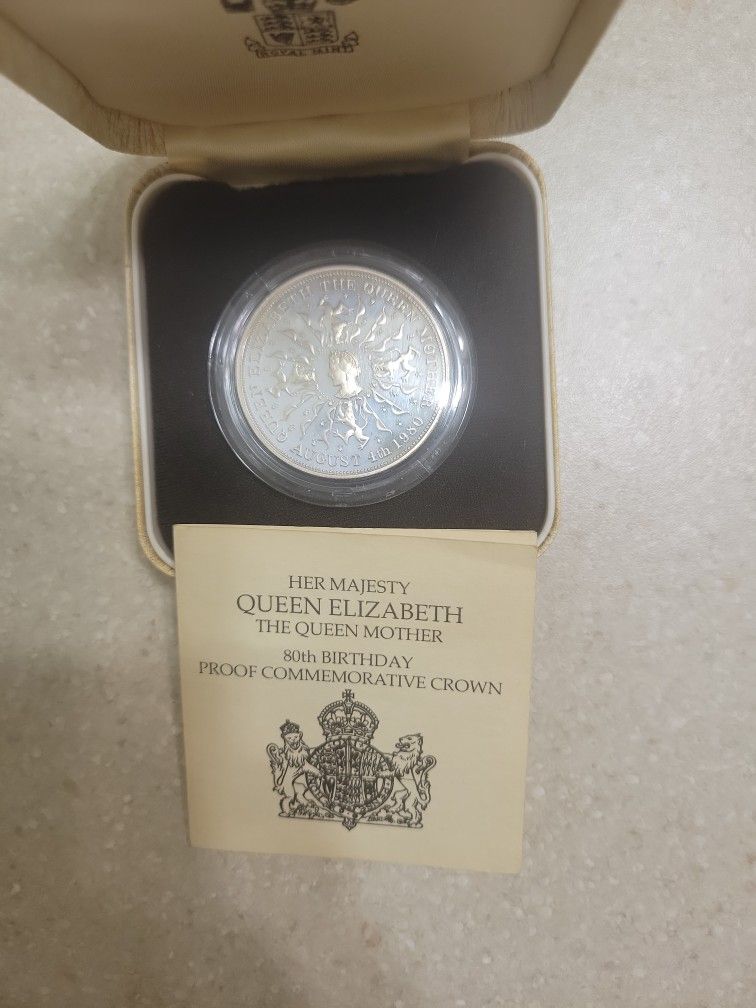 ROYAL MINT
QUEEN ELIZABETH THE QUEEN MOTHER
AUGUST 4th 1980
HER MAJESTY
QUEEN ELIZABETH
THE QUEEN MOTHER
80th BIRTHDAY
PROOF COMMEMORATIVE CROWN